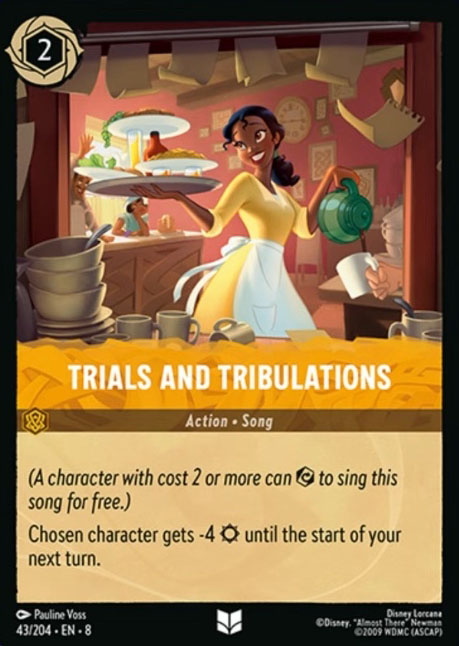 2
TRIALS AND TRIBULATIONS
Action • Song
(A character with cost 2 or more can to sing this
song for free.)
Chosen character gets -4 until the start of your
next turn.
Pauline Voss
43/204 • EN • 8
Disney Lorcana
©Disney, "Almost There" Newman
©2009 WDMC (ASCAP)